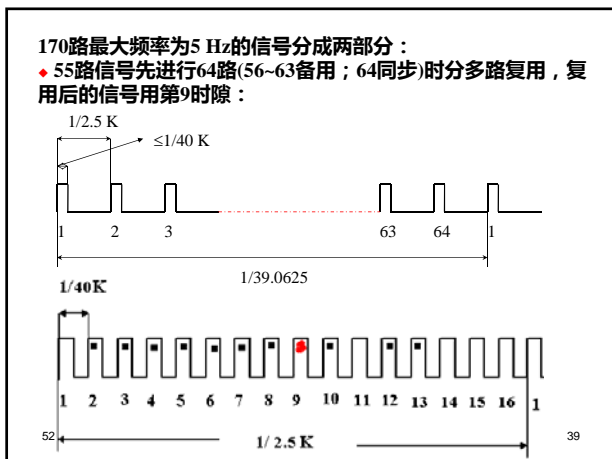 170路最大频率为5 Hz的信号分成两部分：
55路信号先进行64路(56~63备用；64同步)时分多路复用，复
用后的信号用第9时隙：
1/2.5 K
≤1/40 K
1 2 3 63 64 1
1/39.0625
1/40K
1 2 3 4 5 6 7 8 9 10 11 12 13 14 15 16 1
1/ 2.5 K
52 39